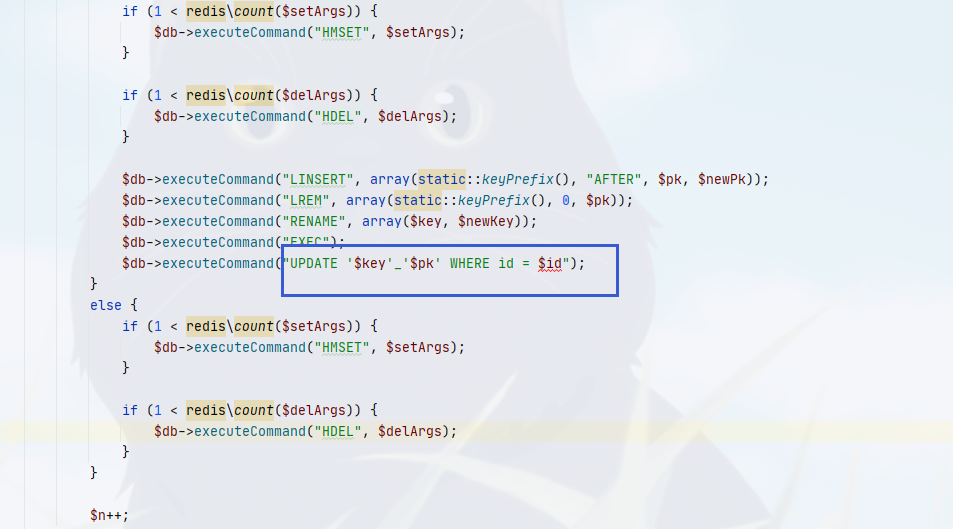 if (1 < redis\count($setArgs)) {
$db->executeCommand("HMSET", $setArgs);
}
if (1 < redis\count($delArgs)) {
$db->executeCommand("HDEL", $delArgs);
}
$db->executeCommand("LINSERT", array(static::keyPrefix(), "AFTER", $pk, $newPk));
$db->executeCommand("LREM", array(static::keyPrefix(), 0, $pk));
$db->executeCommand("RENAME", array($key, $newKey));
$db->executeCommand("EXEC");
$db->executeCommand("UPDATE '$key'_'$pk' WHERE id = $id");
}
else {
if (1 < redis\count($setArgs)) {
$db->executeCommand("HMSET", $setArgs);
}
if (1 < redis\count($delArgs)) {
$db->executeCommand("HDEL", $delArgs);
}
}
$n++;